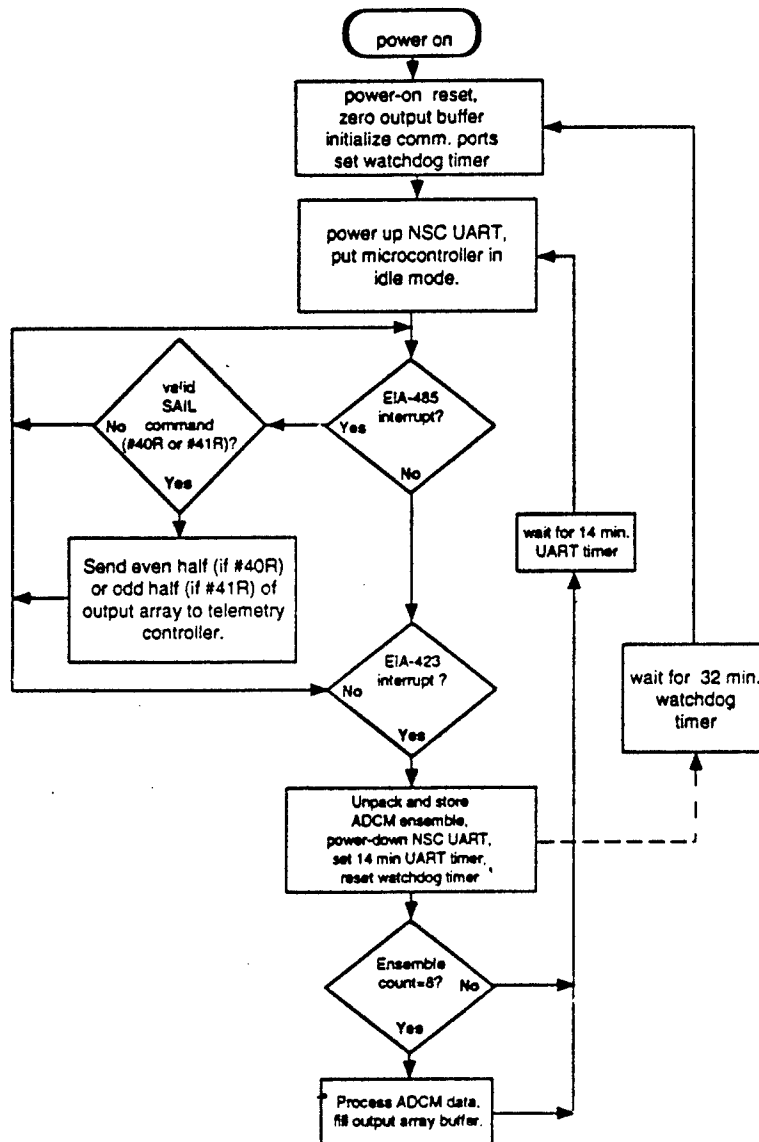 power on
power-on reset,
zero output buffer
initialize comm. ports
set watchdog timer
power up NSC UART,
put microcontroller in
idle mode.
valid
SAIL
command
No
(#40R or #41R)?
Yes
EIA-485
interrupt?
Yes
No
Send even half (if #40R)
or odd half (if #41R) of
output array to telemetry
controller.
wait for 14 min.
UART timer
EIA-423
interrupt ?
No
Yes
wait for 32 min.
watchdog
timer
Unpack and store
ADCM ensemble,
power-down NSC UART,
set 14 min UART timer,
reset watchdog timer
Ensemble
count=8?
No
Yes
Process ADCM data,
fill output array buffer.